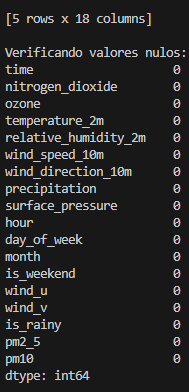 [5 rows x 18 columns]
Verificando valores nulos:
time 0
nitrogen_dioxide 0
ozone 0
temperature_2m 0
relative_humidity_2m 0
wind_speed_10m 0
wind_direction_10m 0
precipitation 0
surface_pressure 0
hour 0
day_of_week 0
month 0
is_weekend 0
wind_u 0
wind_v 0
is_rainy 0
pm2_5 0
pm10 0
dtype: int64